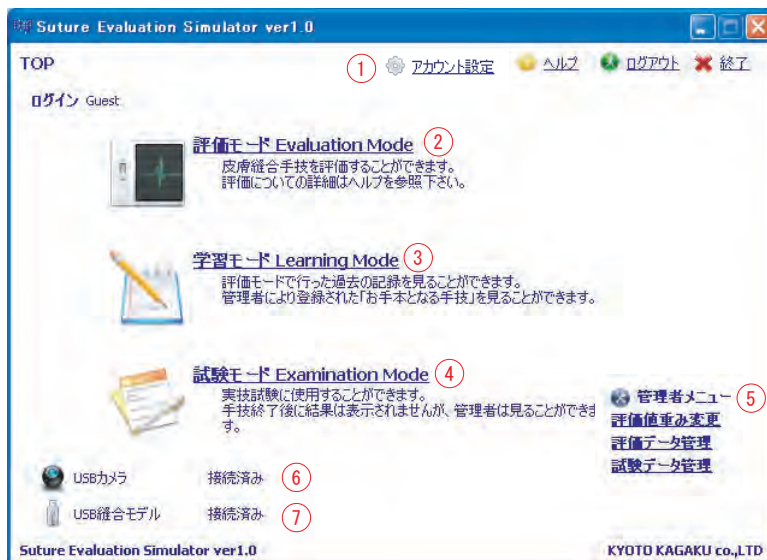 Suture Evaluation Simulator ver1.0
TOP
① アカウント設定 ヘルプ ログアウト 終了
ログイン Guest
評価モード Evaluation Mode ②
皮膚縫合手技を評価することができます。
評価についての詳細はヘルプを参照下さい。
学習モード Learning Mode ③
評価モードで行った過去の記録を見ることができます。
管理者により登録された「お手本となる手技」を見ることができます。
試験モード Examination Mode ④
実技試験に使用することができます。
手技終了後に結果は表示されませんが、管理者は見ることができま
す。
管理者メニュー ⑤
評価値重み変更
評価データ管理
試験データ管理
USBカメラ 接続済み ⑥
USB縫合モデル 接続済み ⑦
Suture Evaluation Simulator ver1.0 KYOTO KAGAKU co.,LTD